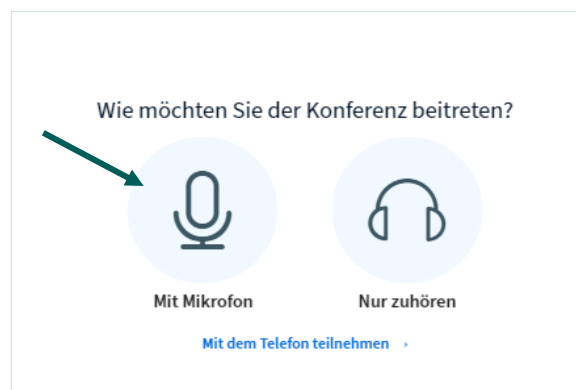 Wie möchten Sie der Konferenz beitreten?
Mit Mikrofon
Nur zuhören
Mit dem Telefon teilnehmen ›